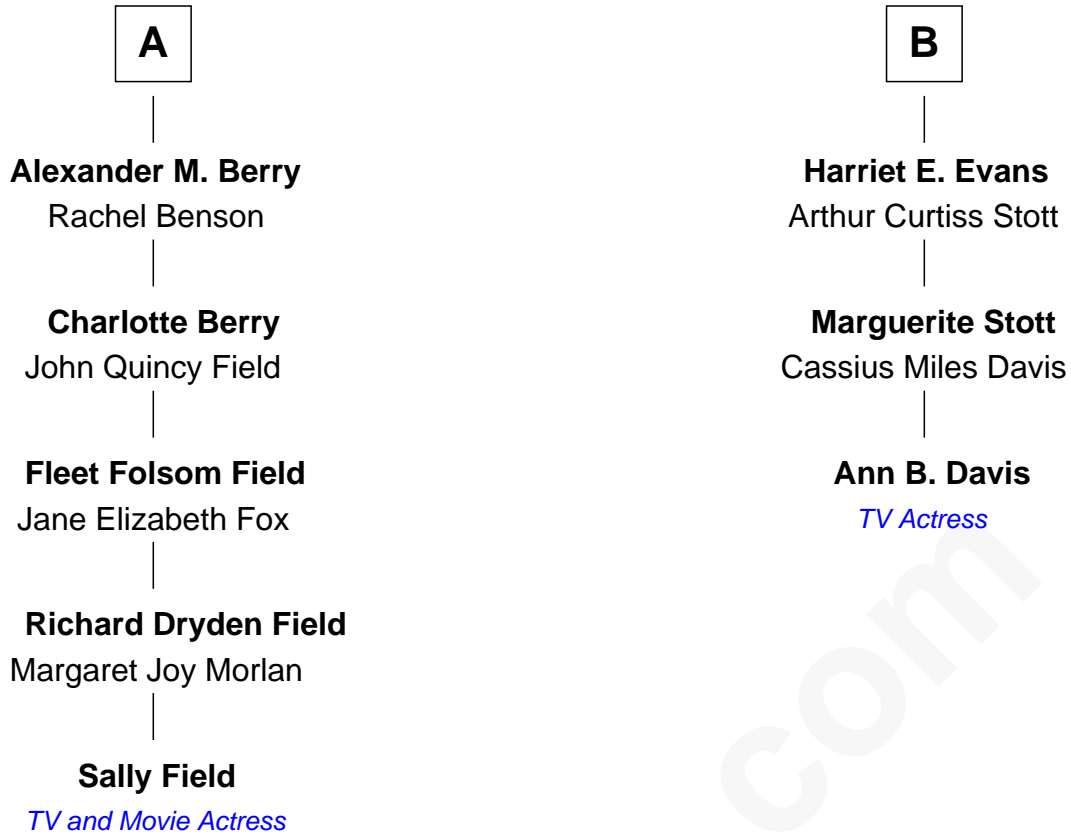 A
Alexander M. Berry
Rachel Benson
Charlotte Berry
John Quincy Field
Fleet Folsom Field
Jane Elizabeth Fox
Richard Dryden Field
Margaret Joy Morlan
Sally Field
TV and Movie Actress
B
Harriet E. Evans
Arthur Curtiss Stott
Marguerite Stott
Cassius Miles Davis
Ann B. Davis
TV Actress
com